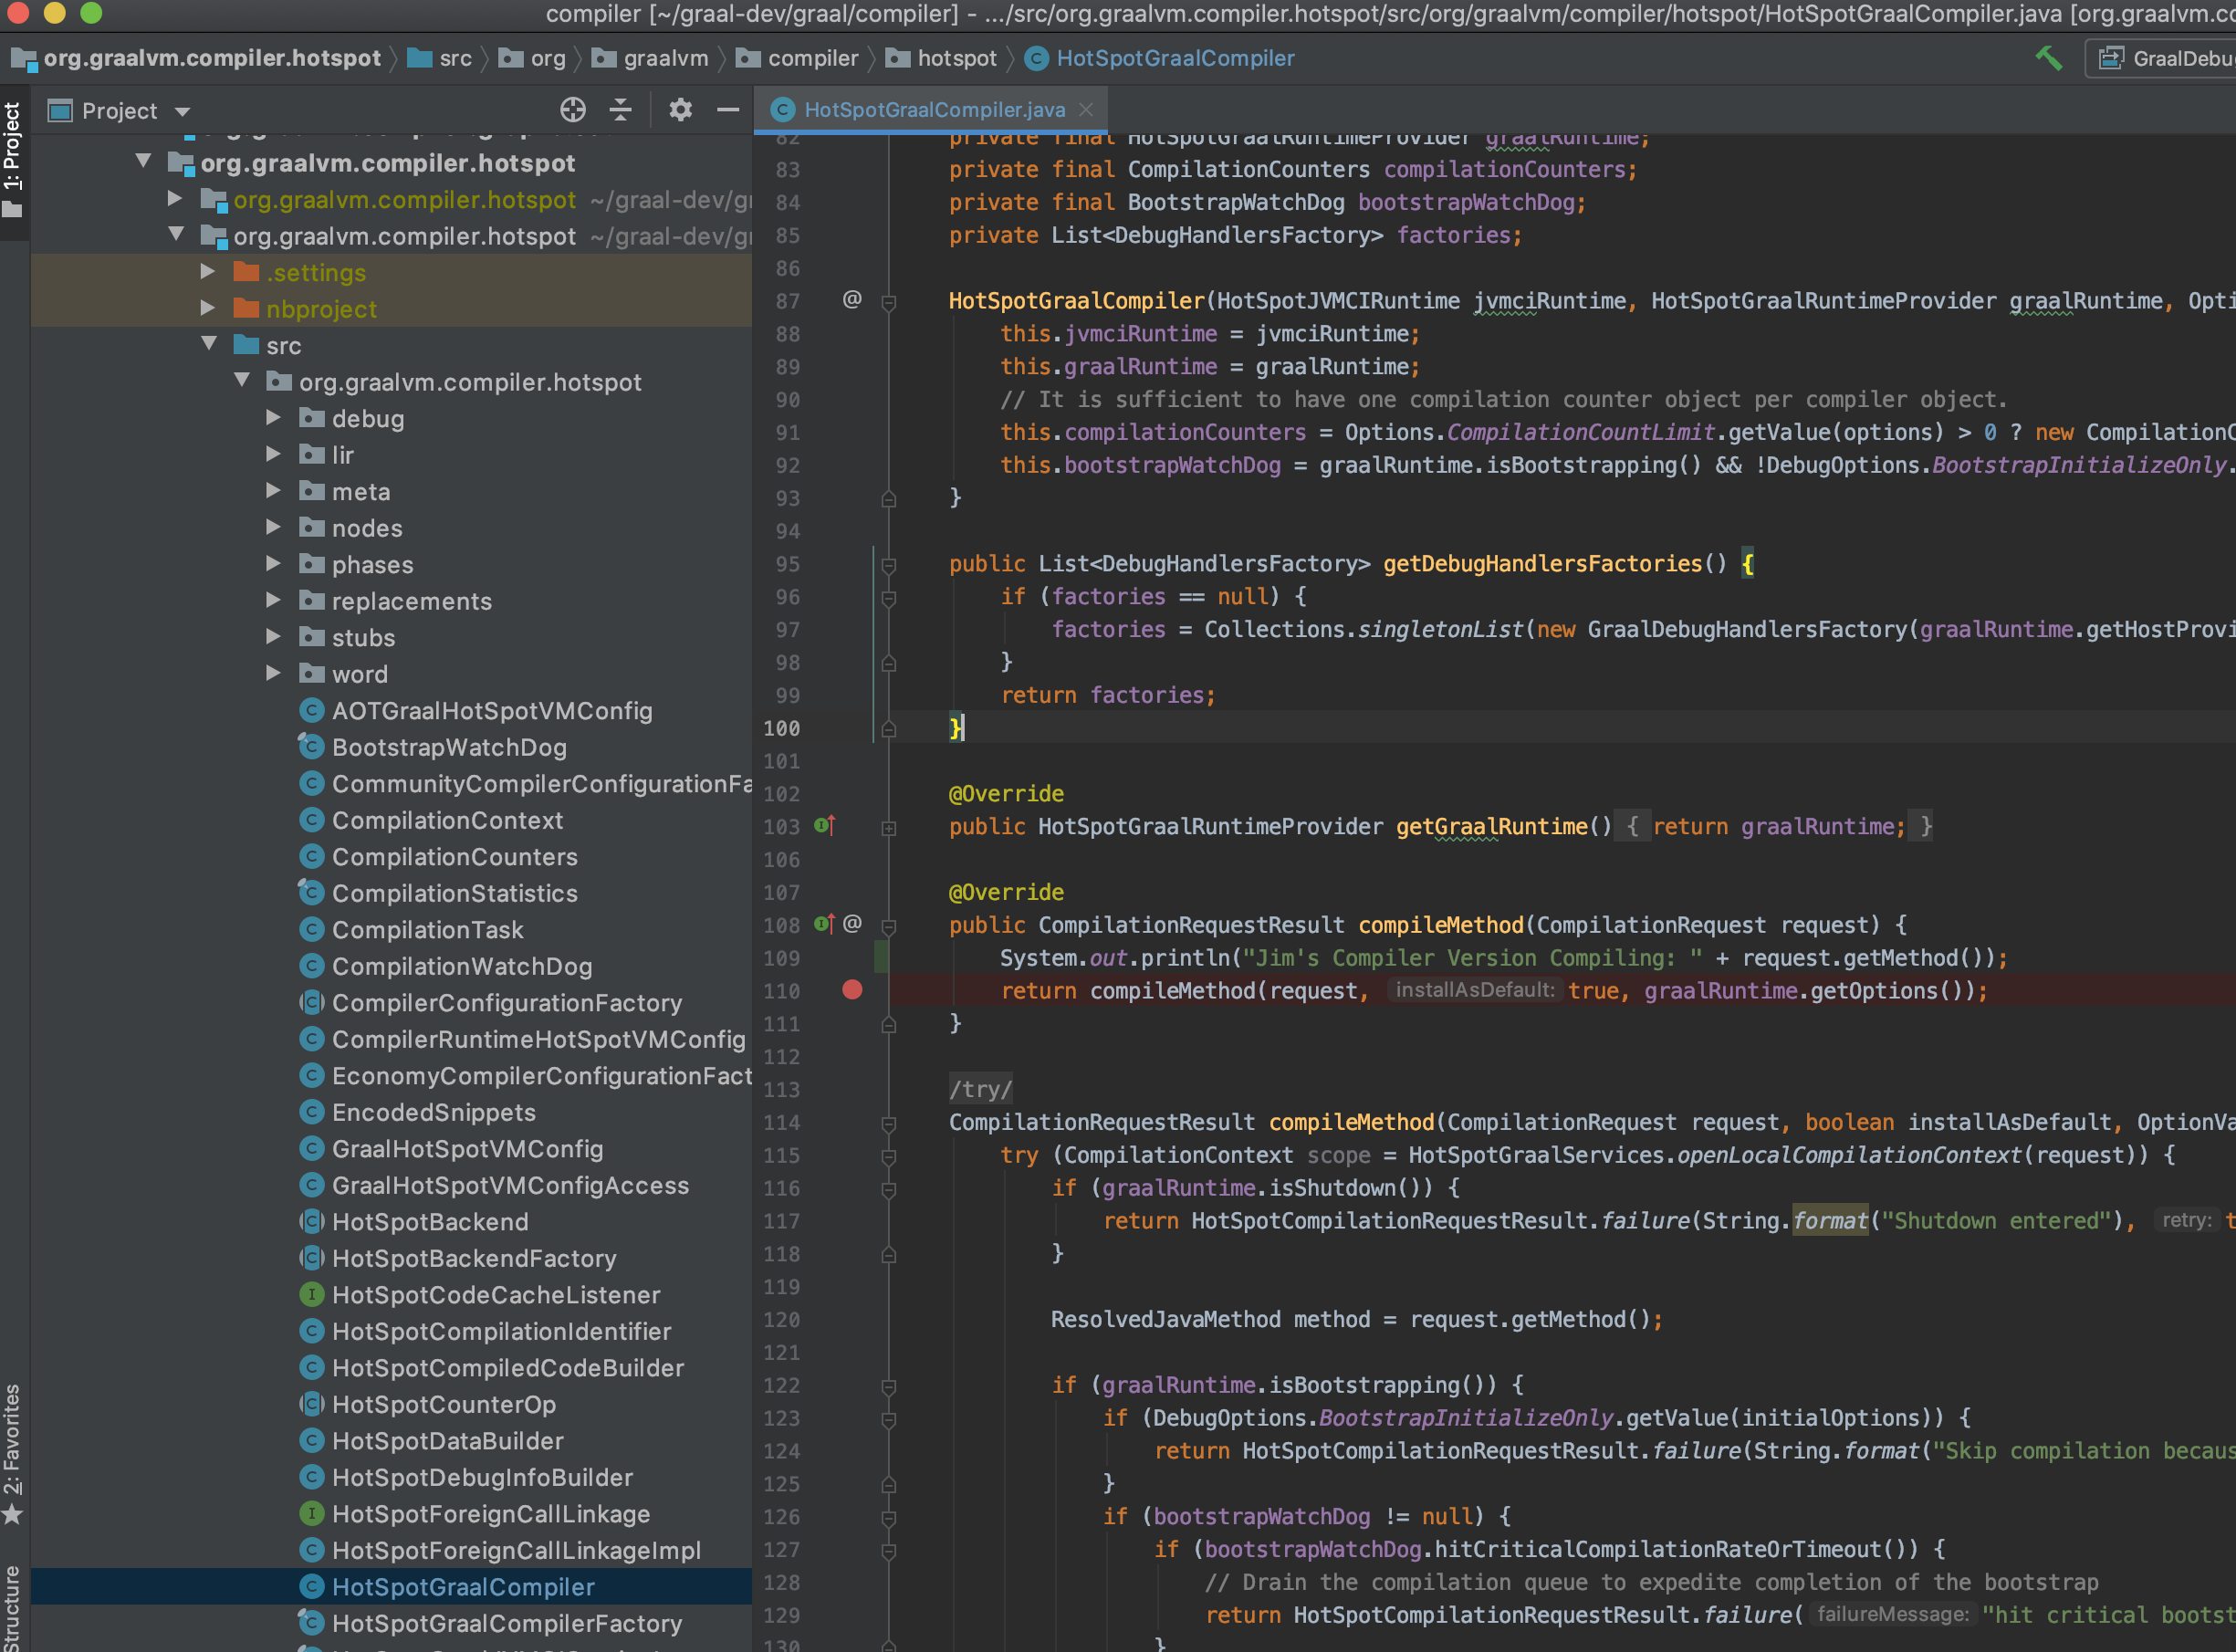 compiler [~/graal-dev/graal/compiler] - .../src/org.graalvm.compiler.hotspot/src/org/graalvm/compiler/hotspot/HotSpotGraalCompiler.java [org.graalvm.co
org.graalvm.compiler.hotspot src org graalvm compiler hotspot HotSpotGraalCompiler GraalDebu
1: Project
2: Favorites
Structure
Project
org.graalvm.compiler.hotspot
org.graalvm.compiler.hotspot ~/graal-dev/gr
org.graalvm.compiler.hotspot ~/graal-dev/gr
.settings
nbproject
src
org.graalvm.compiler.hotspot
debug
lir
meta
nodes
phases
replacements
stubs
word
AOTGraalHotSpotVMConfig
BootstrapWatchDog
CommunityCompilerConfigurationFa
CompilationContext
CompilationCounters
CompilationStatistics
CompilationTask
CompilationWatchDog
CompilerConfigurationFactory
CompilerRuntimeHotSpotVMConfig
EconomyCompilerConfigurationFact
EncodedSnippets
GraalHotSpotVMConfig
GraalHotSpotVMConfigAccess
HotSpotBackend
HotSpotBackendFactory
HotSpotCodeCacheListener
HotSpotCompilationIdentifier
HotSpotCompiledCodeBuilder
HotSpotCounterOp
HotSpotDataBuilder
HotSpotDebugInfoBuilder
HotSpotForeignCallLinkage
HotSpotForeignCallLinkageImpl
HotSpotGraalCompiler
HotSpotGraalCompilerFactory
HotSpotGraalCompiler.java
82 private final HotSpotGraalRuntimeProvider graalRuntime;
83 private final CompilationCounters compilationCounters;
84 private final BootstrapWatchDog bootstrapWatchDog;
85 private List<DebugHandlersFactory> factories;
86
87 @ HotSpotGraalCompiler(HotSpotJVMCIRuntime jvmciRuntime, HotSpotGraalRuntimeProvider graalRuntime, Opti
88 this.jvmciRuntime = jvmciRuntime;
89 this.graalRuntime = graalRuntime;
90 // It is sufficient to have one compilation counter object per compiler object.
91 this.compilationCounters = Options.CompilationCountLimit.getValue(options) > 0 ? new CompilationC
92 this.bootstrapWatchDog = graalRuntime.isBootstrapping() && !DebugOptions.BootstrapInitializeOnly.
93 }
94
95 public List<DebugHandlersFactory> getDebugHandlersFactories() {
96 if (factories == null) {
97 factories = Collections.singletonList(new GraalDebugHandlersFactory(graalRuntime.getHostProvi
98 }
99 return factories;
100 }
101
102 @Override
103 public HotSpotGraalRuntimeProvider getGraalRuntime() { return graalRuntime; }
106
107 @Override
108 @ public CompilationRequestResult compileMethod(CompilationRequest request) {
109 System.out.println("Jim's Compiler Version Compiling: " + request.getMethod());
110 return compileMethod(request, installAsDefault: true, graalRuntime.getOptions());
111 }
112
113 /try/
114 CompilationRequestResult compileMethod(CompilationRequest request, boolean installAsDefault, OptionVa
115 try (CompilationContext scope = HotSpotGraalServices.openLocalCompilationContext(request)) {
116 if (graalRuntime.isShutdown()) {
117 return HotSpotCompilationRequestResult.failure(String.format("Shutdown entered"), retry: t
118 }
119
120 ResolvedJavaMethod method = request.getMethod();
121
122 if (graalRuntime.isBootstrapping()) {
123 if (DebugOptions.BootstrapInitializeOnly.getValue(initialOptions)) {
124 return HotSpotCompilationRequestResult.failure(String.format("Skip compilation becaus
125 }
126 if (bootstrapWatchDog != null) {
127 if (bootstrapWatchDog.hitCriticalCompilationRateOrTimeout()) {
128 // Drain the compilation queue to expedite completion of the bootstrap
129 return HotSpotCompilationRequestResult.failure( failureMessage: "hit critical bootst
130 }